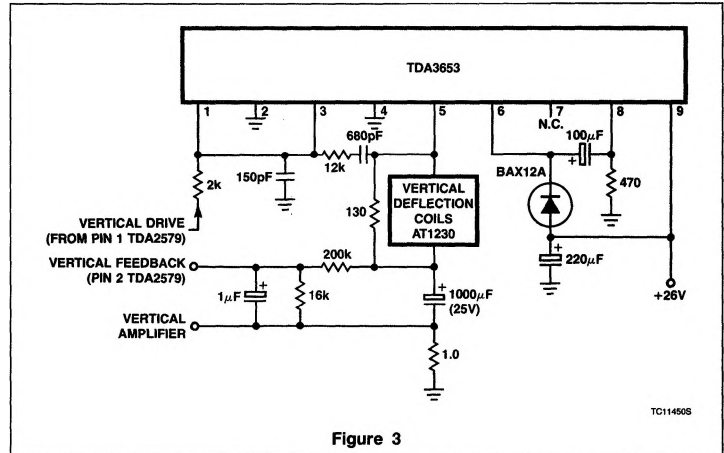 TDA3653
1 2 3 4 5 6 7 8 9
N.C.
680pF
100μF
+
12k
BAX12A
150pF
2k
470
VERTICAL
DEFLECTION
COILS
AT1230
130
VERTICAL DRIVE
(FROM PIN 1 TDA2579)
VERTICAL FEEDBACK
(PIN 2 TDA2579)
200k
+
220μF
+26V
+
1μF
16k
+
1000μF
(25V)
VERTICAL
AMPLIFIER
1.0
TC11450S
Figure 3